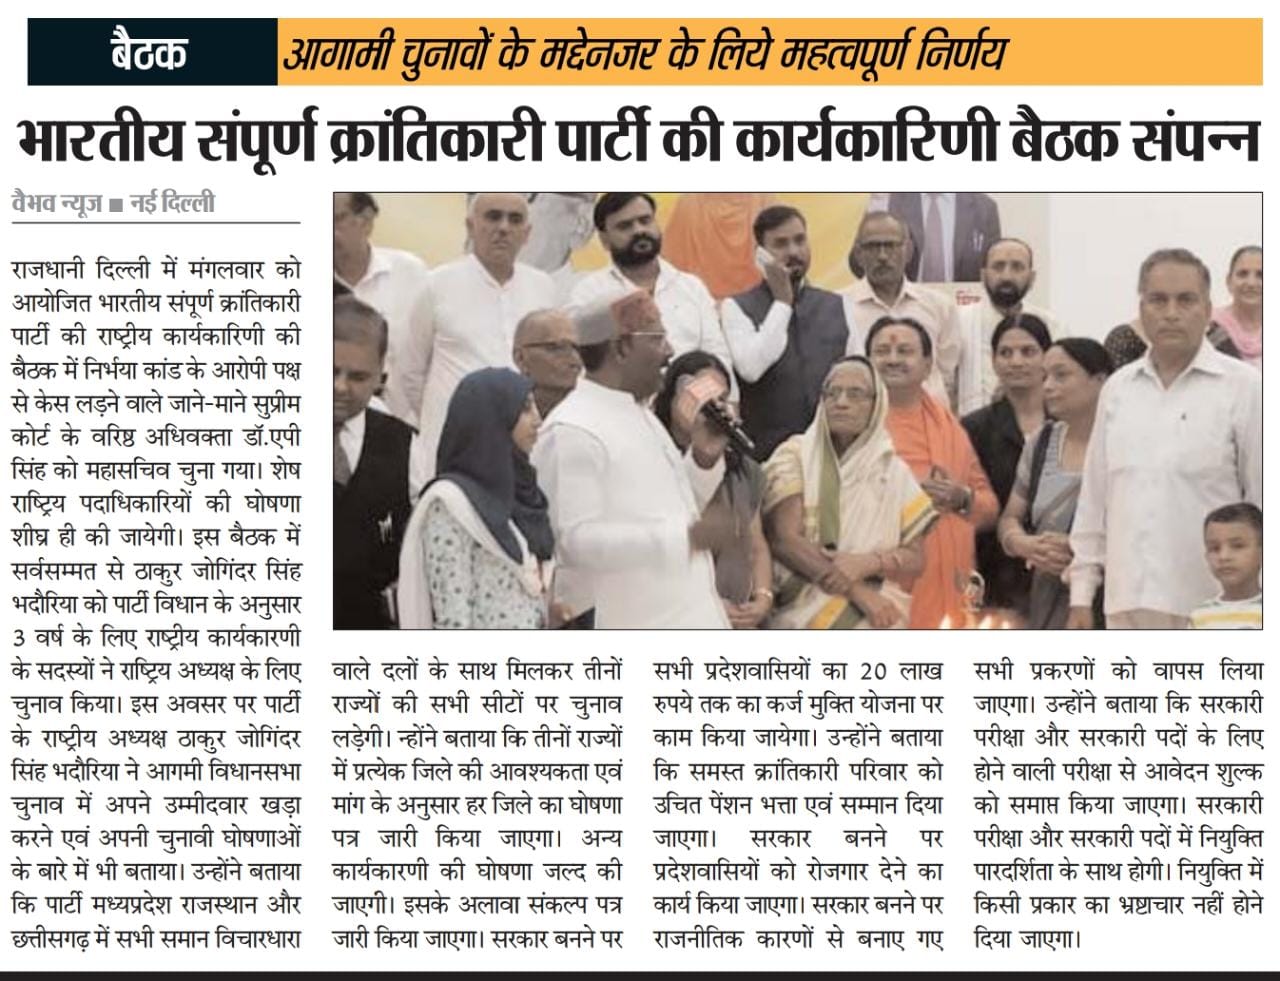 बैठक
आगामी चुनावों के मद्देनजर के लिये महत्वपूर्ण निर्णय
भारतीय संपूर्ण क्रांतिकारी पार्टी की कार्यकारिणी बैठक संपन्न
वैभव न्यूज ■ नई दिल्ली
राजधानी दिल्ली में मंगलवार को
आयोजित भारतीय संपूर्ण क्रांतिकारी
पार्टी की राष्ट्रीय कार्यकारिणी की
बैठक में निर्भया कांड के आरोपी पक्ष
से केस लड़ने वाले जाने-माने सुप्रीम
कोर्ट के वरिष्ठ अधिवक्ता डॉ.एपी
सिंह को महासचिव चुना गया। शेष
राष्ट्रिय पदाधिकारियों की घोषणा
शीघ्र ही की जायेगी। इस बैठक में
सर्वसम्मत से ठाकुर जोगिंदर सिंह
भदौरिया को पार्टी विधान के अनुसार
3 वर्ष के लिए राष्ट्रीय कार्यकारणी
के सदस्यों ने राष्ट्रिय अध्यक्ष के लिए
चुनाव किया। इस अवसर पर पार्टी
के राष्ट्रीय अध्यक्ष ठाकुर जोगिंदर
सिंह भदौरिया ने आगमी विधानसभा
चुनाव में अपने उम्मीदवार खड़ा
करने एवं अपनी चुनावी घोषणाओं
के बारे में भी बताया। उन्होंने बताया
कि पार्टी मध्यप्रदेश राजस्थान और
छत्तीसगढ़ में सभी समान विचारधारा
वाले दलों के साथ मिलकर तीनों
राज्यों की सभी सीटों पर चुनाव
लड़ेगी। न्होंने बताया कि तीनों राज्यों
में प्रत्येक जिले की आवश्यकता एवं
मांग के अनुसार हर जिले का घोषणा
पत्र जारी किया जाएगा। अन्य
कार्यकारणी की घोषणा जल्द की
जाएगी। इसके अलावा संकल्प पत्र
जारी किया जाएगा। सरकार बनने पर
सभी प्रदेशवासियों का 20 लाख
रुपये तक का कर्ज मुक्ति योजना पर
काम किया जायेगा। उन्होंने बताया
कि समस्त क्रांतिकारी परिवार को
उचित पेंशन भत्ता एवं सम्मान दिया
जाएगा। सरकार बनने पर
प्रदेशवासियों को रोजगार देने का
कार्य किया जाएगा। सरकार बनने पर
राजनीतिक कारणों से बनाए गए
सभी प्रकरणों को वापस लिया
जाएगा। उन्होंने बताया कि सरकारी
परीक्षा और सरकारी पदों के लिए
होने वाली परीक्षा से आवेदन शुल्क
को समाप्त किया जाएगा। सरकारी
परीक्षा और सरकारी पदों में नियुक्ति
पारदर्शिता के साथ होगी। नियुक्ति में
किसी प्रकार का भ्रष्टाचार नहीं होने
दिया जाएगा।